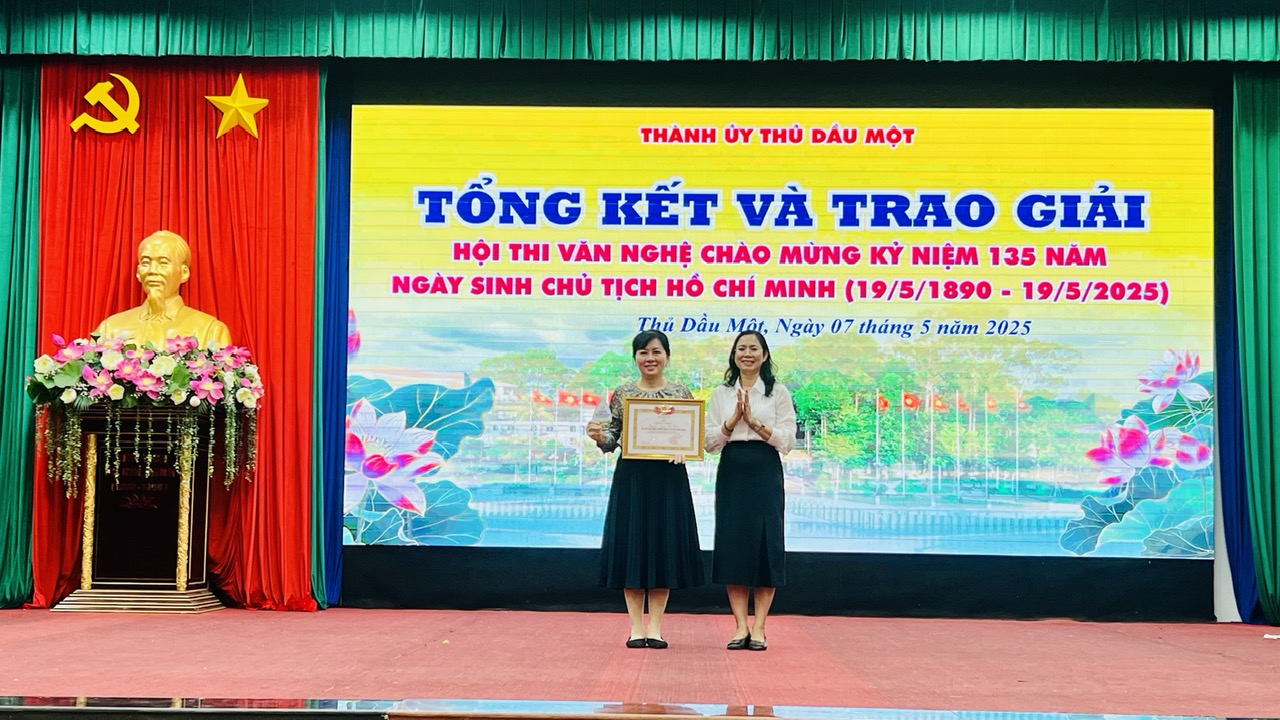 THÀNH ỦY THỦ DẦU MỘT
TỔNG KẾT VÀ TRAO GIẢI
HỘI THI VĂN NGHỆ CHÀO MỪNG KỶ NIỆM 135 NĂM
NGÀY SINH CHỦ TỊCH HỒ CHÍ MINH (19/5/1890 - 19/5/2025)
Thủ Dầu Một, Ngày 07 tháng 5 năm 2025